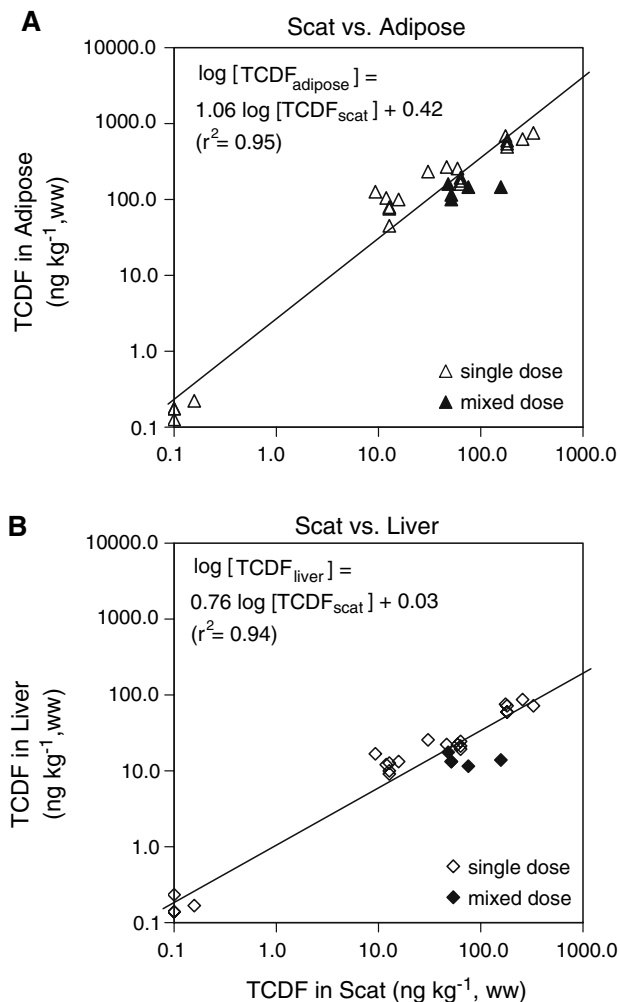 A
Scat vs. Adipose
10000.0
1000.0
100.0
10.0
1.0
0.1
TCDF in Adipose
(ng kg⁻¹,ww)
log [TCDF_adipose] =
1.06 log [TCDF_scat] + 0.42
(r²= 0.95)
△ single dose
▲ mixed dose
0.1 1.0 10.0 100.0 1000.0
B
Scat vs. Liver
10000.0
1000.0
100.0
10.0
1.0
0.1
TCDF in Liver
(ng kg⁻¹,ww)
log [TCDF_liver] =
0.76 log [TCDF_scat] + 0.03
(r²= 0.94)
◇ single dose
◆ mixed dose
0.1 1.0 10.0 100.0 1000.0
TCDF in Scat (ng kg⁻¹, ww)